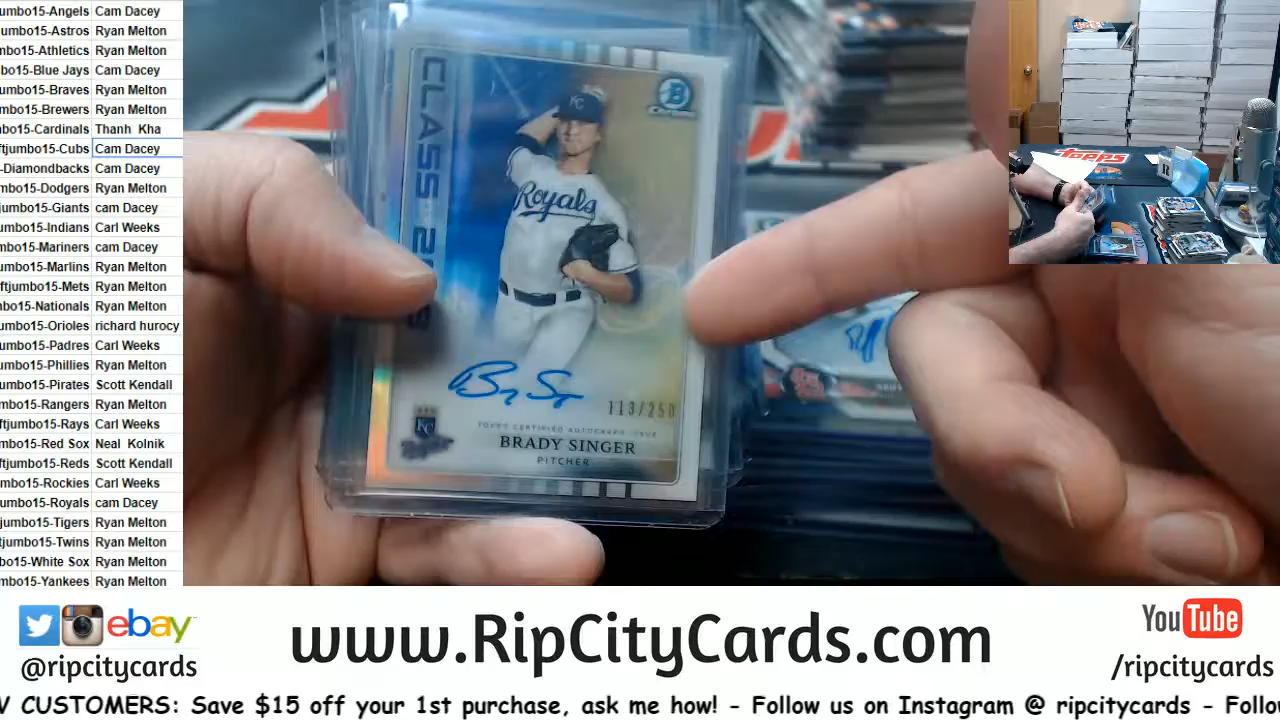 umbo15-Angels Cam Dacey
umbo15-Astros Ryan Melton
mbo15-Athletics Ryan Melton
bo15-Blue Jays Cam Dacey
umbo15-Braves Ryan Melton
mbo15-Brewers Ryan Melton
mbo15-Cardinals Thanh Kha
ftjumbo15-Cubs Cam Dacey
-Diamondbacks Cam Dacey
mbo15-Dodgers Ryan Melton
jumbo15-Giants cam Dacey
umbo15-Indians Carl Weeks
mbo15-Mariners cam Dacey
umbo15-Marlins Ryan Melton
ftjumbo15-Mets Ryan Melton
mbo15-Nationals Ryan Melton
umbo15-Orioles richard hurocy
umbo15-Padres Carl Weeks
umbo15-Phillies Ryan Melton
umbo15-Pirates Scott Kendall
mbo15-Rangers Ryan Melton
ftjumbo15-Rays Carl Weeks
mbo15-Red Sox Neal Kolnik
ftjumbo15-Reds Scott Kendall
mbo15-Rockies Carl Weeks
jumbo15-Royals cam Dacey
umbo15-Tigers Ryan Melton
tjumbo15-Twins Ryan Melton
bo15-White Sox Ryan Melton
mbo15-Yankees Ryan Melton
CLASS
B
KC
Royals
113/250
KC
TOPPS CERTIFIED AUTOGRAPH ISSUE
BRADY SINGER
PITCHER
Topps
R
ebay
@ripcitycards
www.RipCityCards.com
YouTube
/ripcitycards
V CUSTOMERS: Save $15 off your 1st purchase, ask me how! - Follow us on Instagram @ ripcitycards - Follo